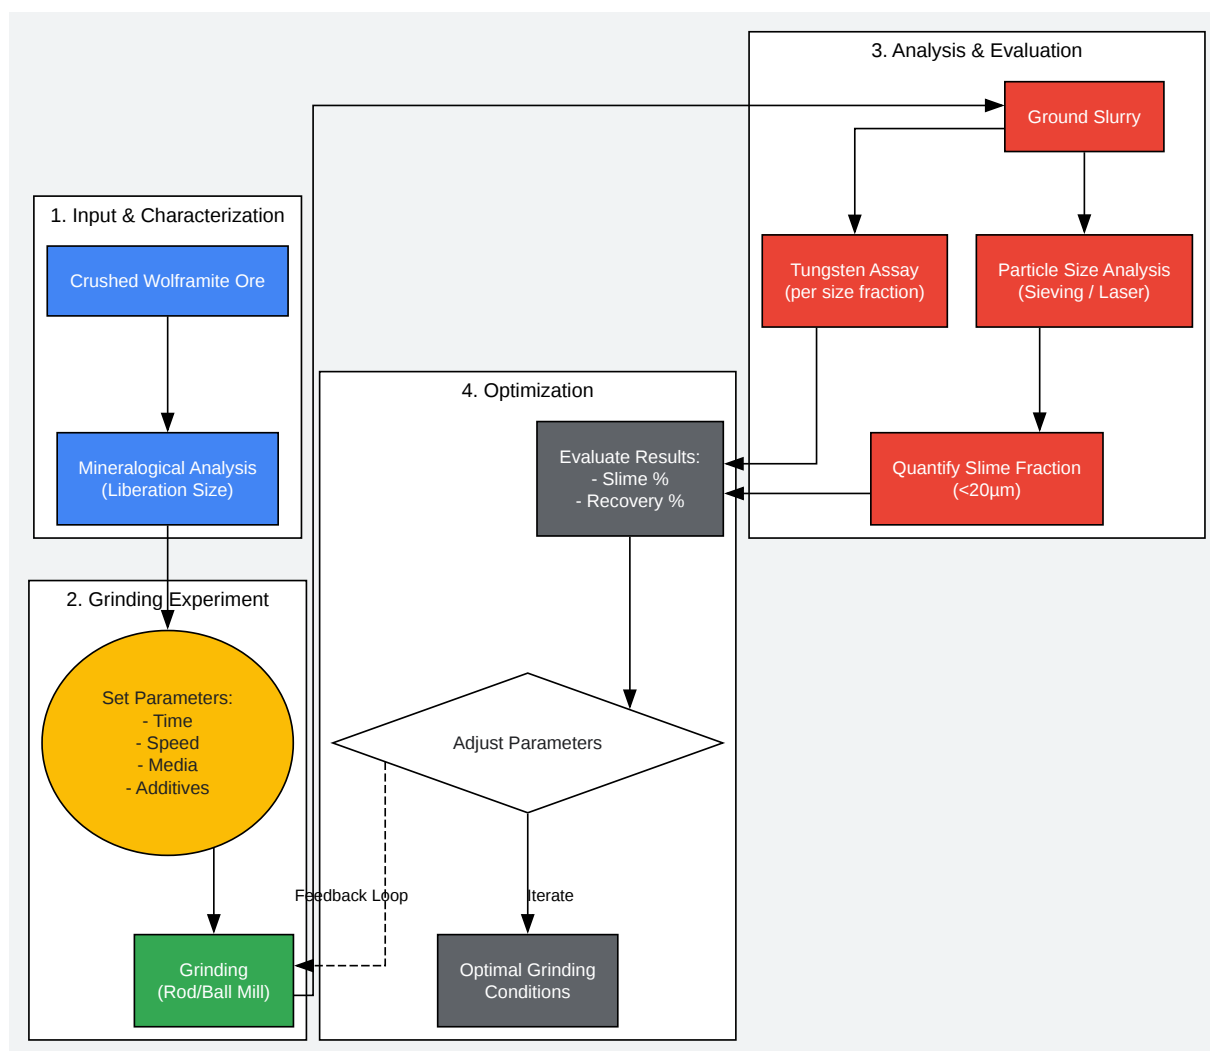 1. Input & Characterization
Crushed Wolframite Ore
Mineralogical Analysis
(Liberation Size)
2. Grinding Experiment
Set Parameters:
- Time
- Speed
- Media
- Additives
Grinding
(Rod/Ball Mill)
3. Analysis & Evaluation
Ground Slurry
Tungsten Assay
(per size fraction)
Particle Size Analysis
(Sieving / Laser)
Quantify Slime Fraction
(<20μm)
4. Optimization
Evaluate Results:
- Slime %
- Recovery %
Adjust Parameters
Feedback Loop
Iterate
Optimal Grinding
Conditions